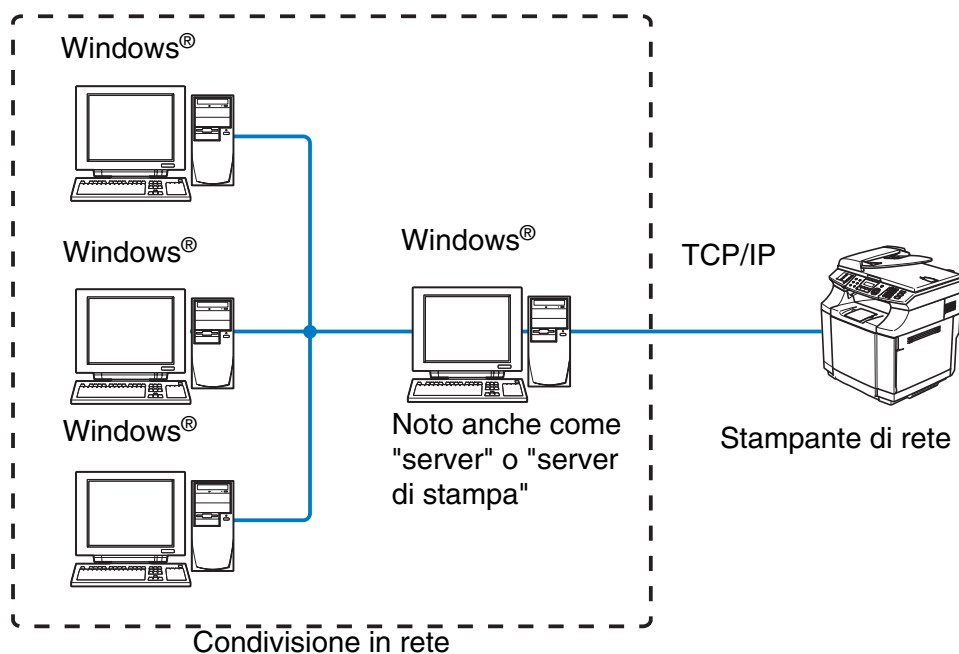 Windows®
Windows®
Windows®
Windows®
TCP/IP
Noto anche come
"server" o "server
di stampa"
Stampante di rete
Condivisione in rete